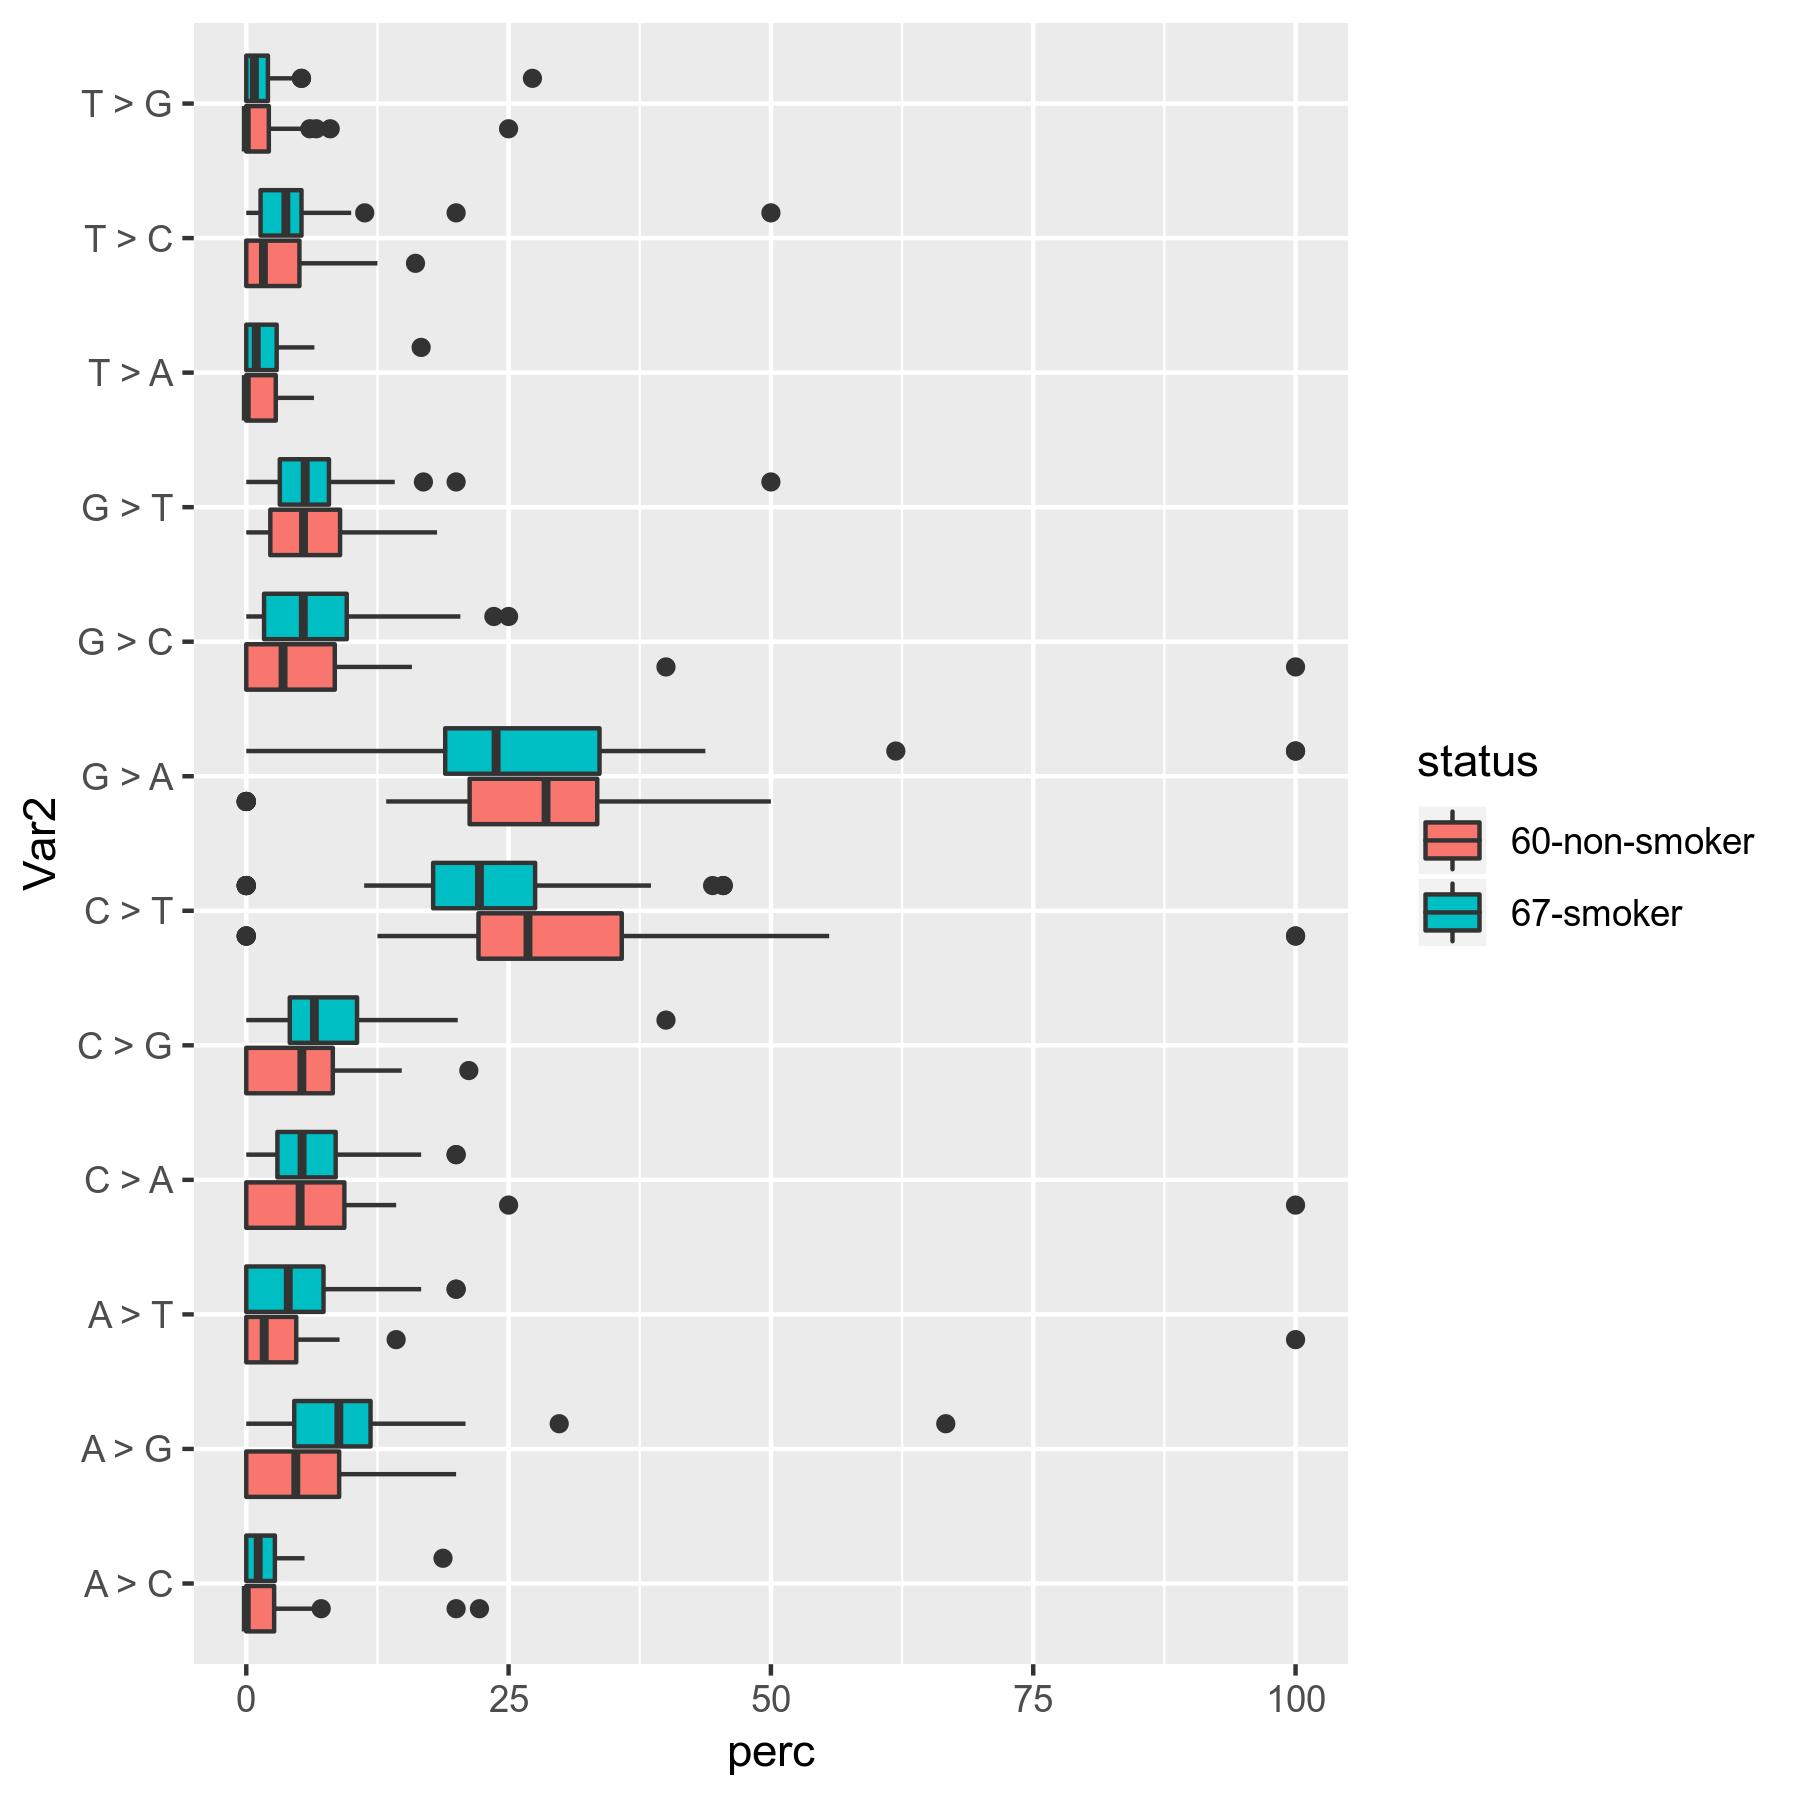 T > G
T > C
T > A
G > T
G > C
G > A
C > T
C > G
C > A
A > T
A > G
A > C
Var2
0 25 50 75 100
perc
status
60-non-smoker
67-smoker